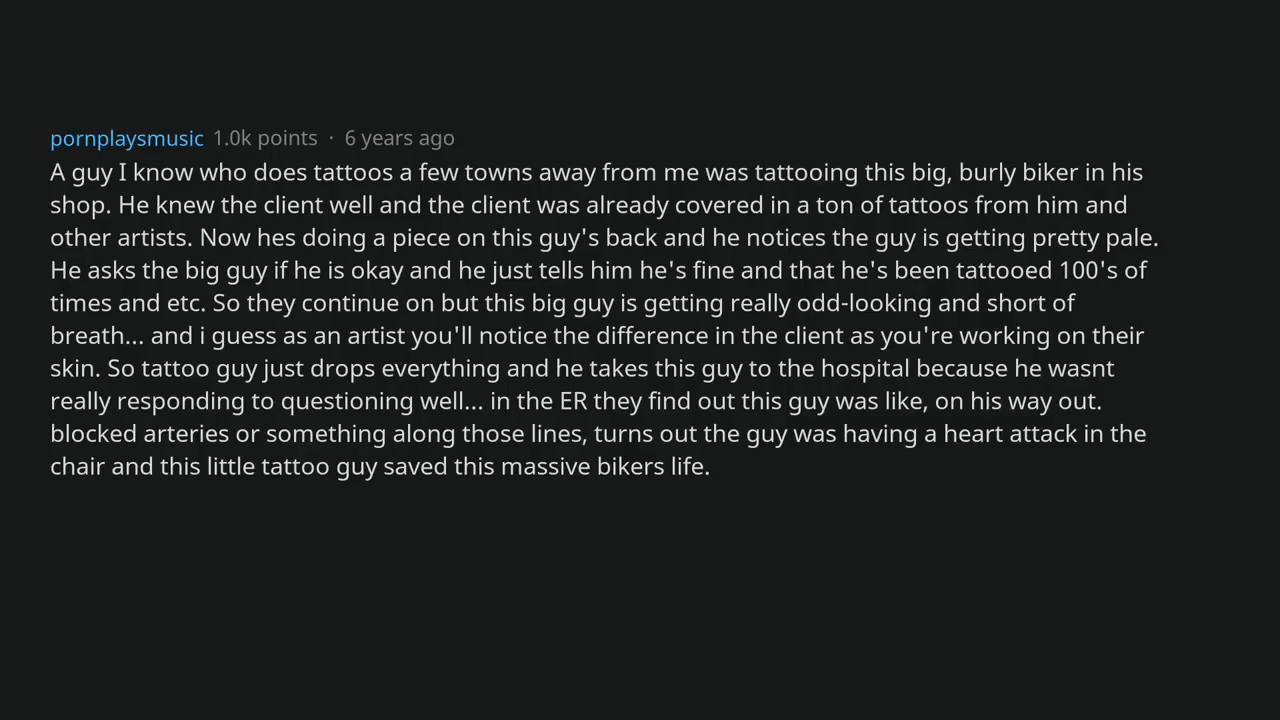 pornplaysmusic 1.0k points · 6 years ago
A guy I know who does tattoos a few towns away from me was tattooing this big, burly biker in his
shop. He knew the client well and the client was already covered in a ton of tattoos from him and
other artists. Now hes doing a piece on this guy's back and he notices the guy is getting pretty pale.
He asks the big guy if he is okay and he just tells him he's fine and that he's been tattooed 100's of
times and etc. So they continue on but this big guy is getting really odd-looking and short of
breath... and i guess as an artist you'll notice the difference in the client as you're working on their
skin. So tattoo guy just drops everything and he takes this guy to the hospital because he wasnt
really responding to questioning well... in the ER they find out this guy was like, on his way out.
blocked arteries or something along those lines, turns out the guy was having a heart attack in the
chair and this little tattoo guy saved this massive bikers life.